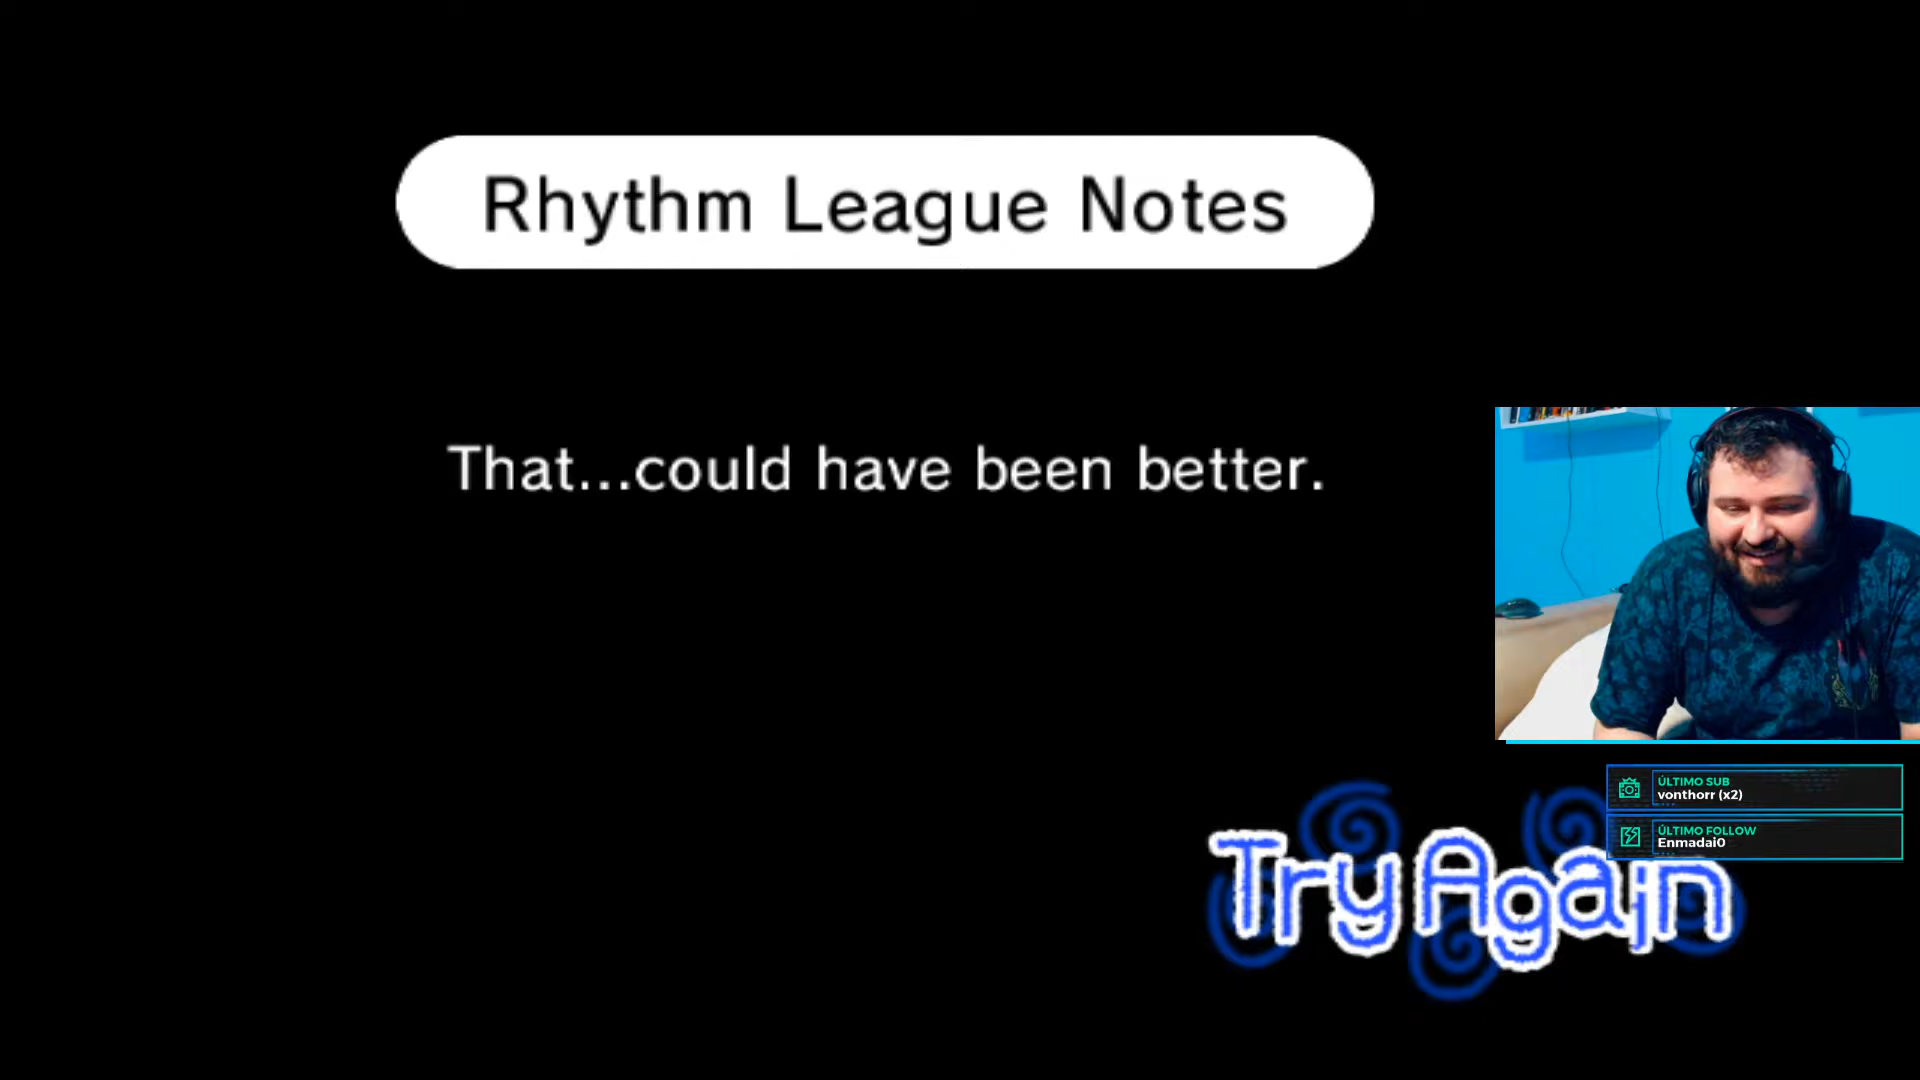 Rhythm League Notes
That...could have been better.
ÚLTIMO SUB
vonthorr (x2)
ÚLTIMO FOLLOW
Enmadai0
Try Again